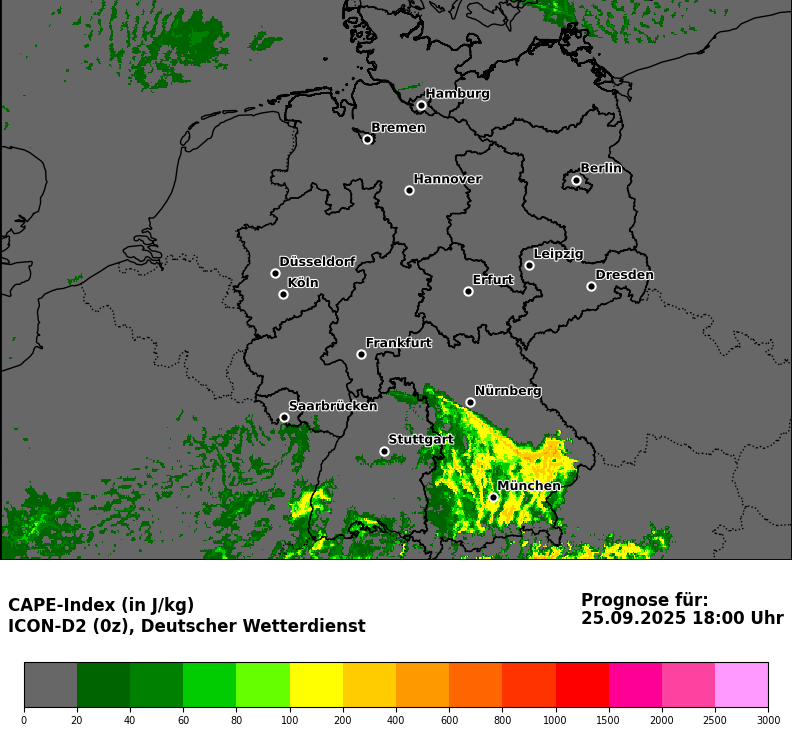 Hamburg
Bremen
Berlin
Hannover
Leipzig
Düsseldorf
Dresden
Erfurt
Köln
Frankfurt
Nürnberg
Saarbrücken
Stuttgart
München
CAPE-Index (in J/kg)
ICON-D2 (0z), Deutscher Wetterdienst
Prognose für:
25.09.2025 18:00 Uhr
0 20 40 60 80 100 200 400 600 800 1000 1500 2000 2500 3000